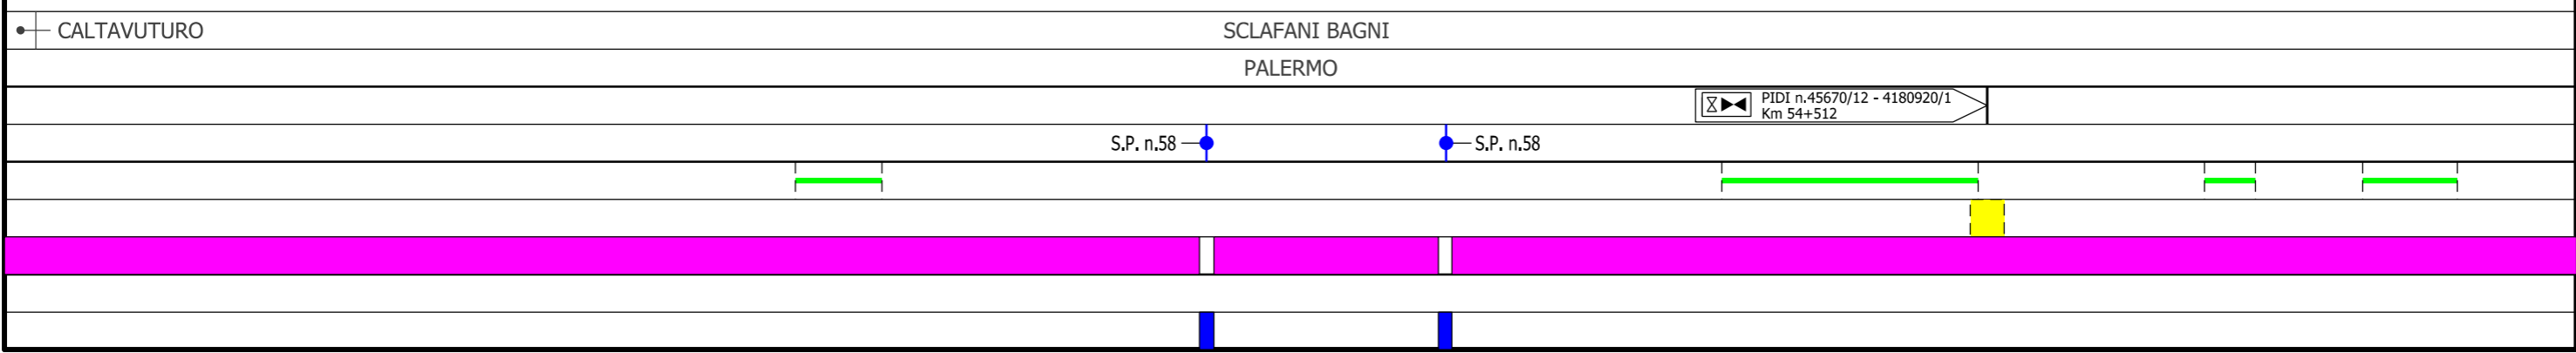 CALTAVUTURO
SCLAFANI BAGNI
PALERMO
PIDI n.45670/12 - 4180920/1
Km 54+512
S.P. n.58
S.P. n.58